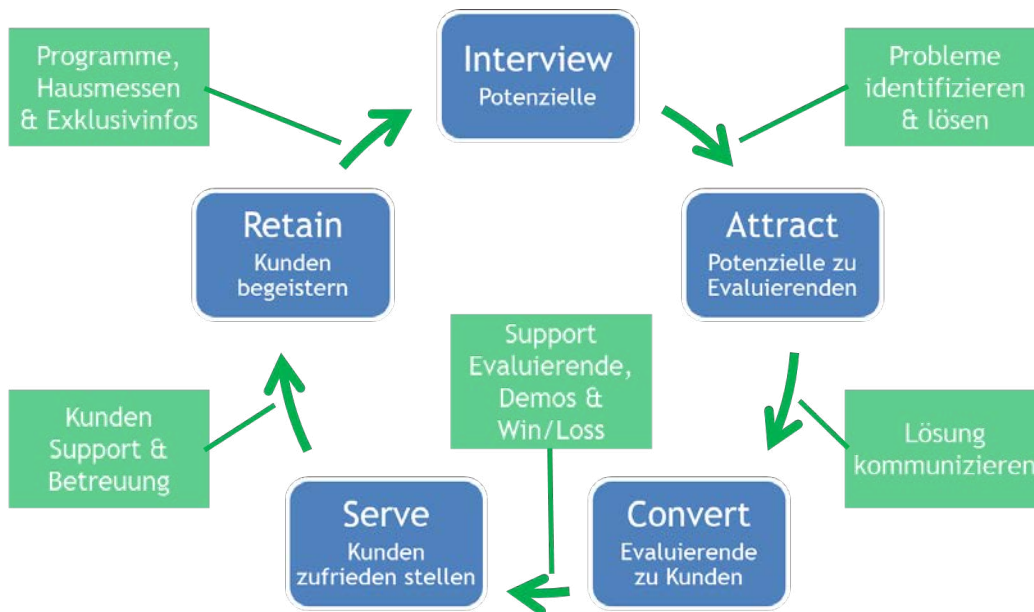 Interview
Potenzielle
Programme,
Hausmessen
& Exklusivinfos
Probleme
identifizieren
& lösen
Retain
Kunden
begeistern
Attract
Potenzielle zu
Evaluierenden
Support
Evaluierende,
Demos &
Win/Loss
Kunden
Support &
Betreuung
Lösung
kommunizieren
Serve
Kunden
zufrieden stellen
Convert
Evaluierende
zu Kunden